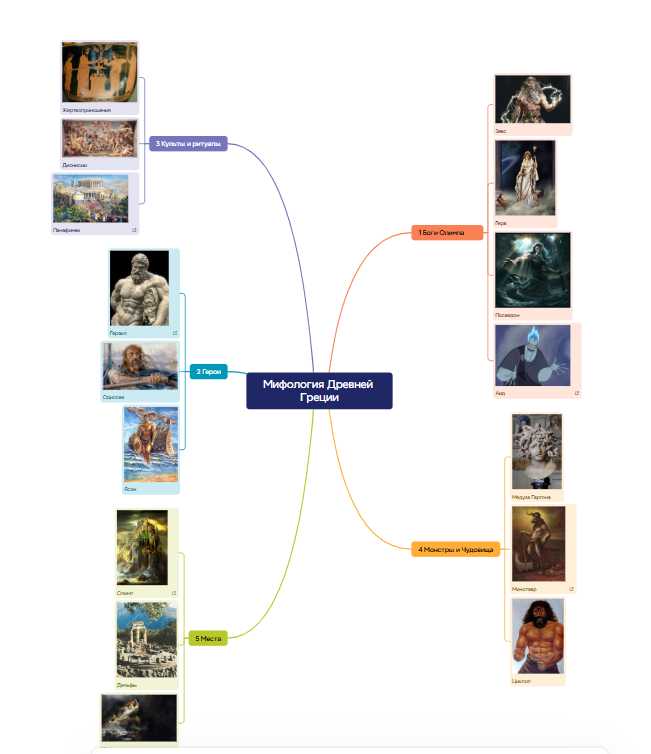 Мифология Древней
Греции
1 Боги Олимпа
Зевс
Гера
Посейдон
Аид
2 Герои
Геракл
Одиссей
Ясон
3 Культы и ритуалы
Жертвоприношения
Дионисии
Панафинеи
4 Монстры и Чудовища
Медуза Гаргона
Минотавр
Циклоп
5 Места
Олимп
Дельфы